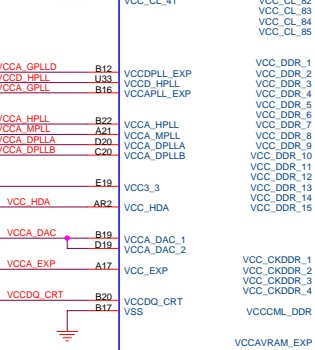 VCC_CL_41
VCC_CL_82
VCC_CL_83
VCC_CL_84
VCC_CL_85
VCCA_GPLLD B12 VCCDPLL_EXP
VCCD_HPLL U33 VCCD_HPLL
VCCA_GPLL B16 VCCAPLL_EXP
VCCA_HPLL B22 VCCA_HPLL
VCCA_MPLL A21 VCCA_MPLL
VCCA_DPLLA D20 VCCA_DPLLA
VCCA_DPLLB C20 VCCA_DPLLB
E19 VCC3_3
VCC_HDA AR2 VCC_HDA
VCCA_DAC B19 VCCA_DAC_1
D19 VCCA_DAC_2
VCCA_EXP A17 VCC_EXP
VCCDQ_CRT B20 VCCDQ_CRT
B17 VSS
VCC_DDR_1
VCC_DDR_2
VCC_DDR_3
VCC_DDR_4
VCC_DDR_5
VCC_DDR_6
VCC_DDR_7
VCC_DDR_8
VCC_DDR_9
VCC_DDR_10
VCC_DDR_11
VCC_DDR_12
VCC_DDR_13
VCC_DDR_14
VCC_DDR_15
VCC_CKDDR_1
VCC_CKDDR_2
VCC_CKDDR_3
VCC_CKDDR_4
VCCCML_DDR
VCCAVRAM_EXP